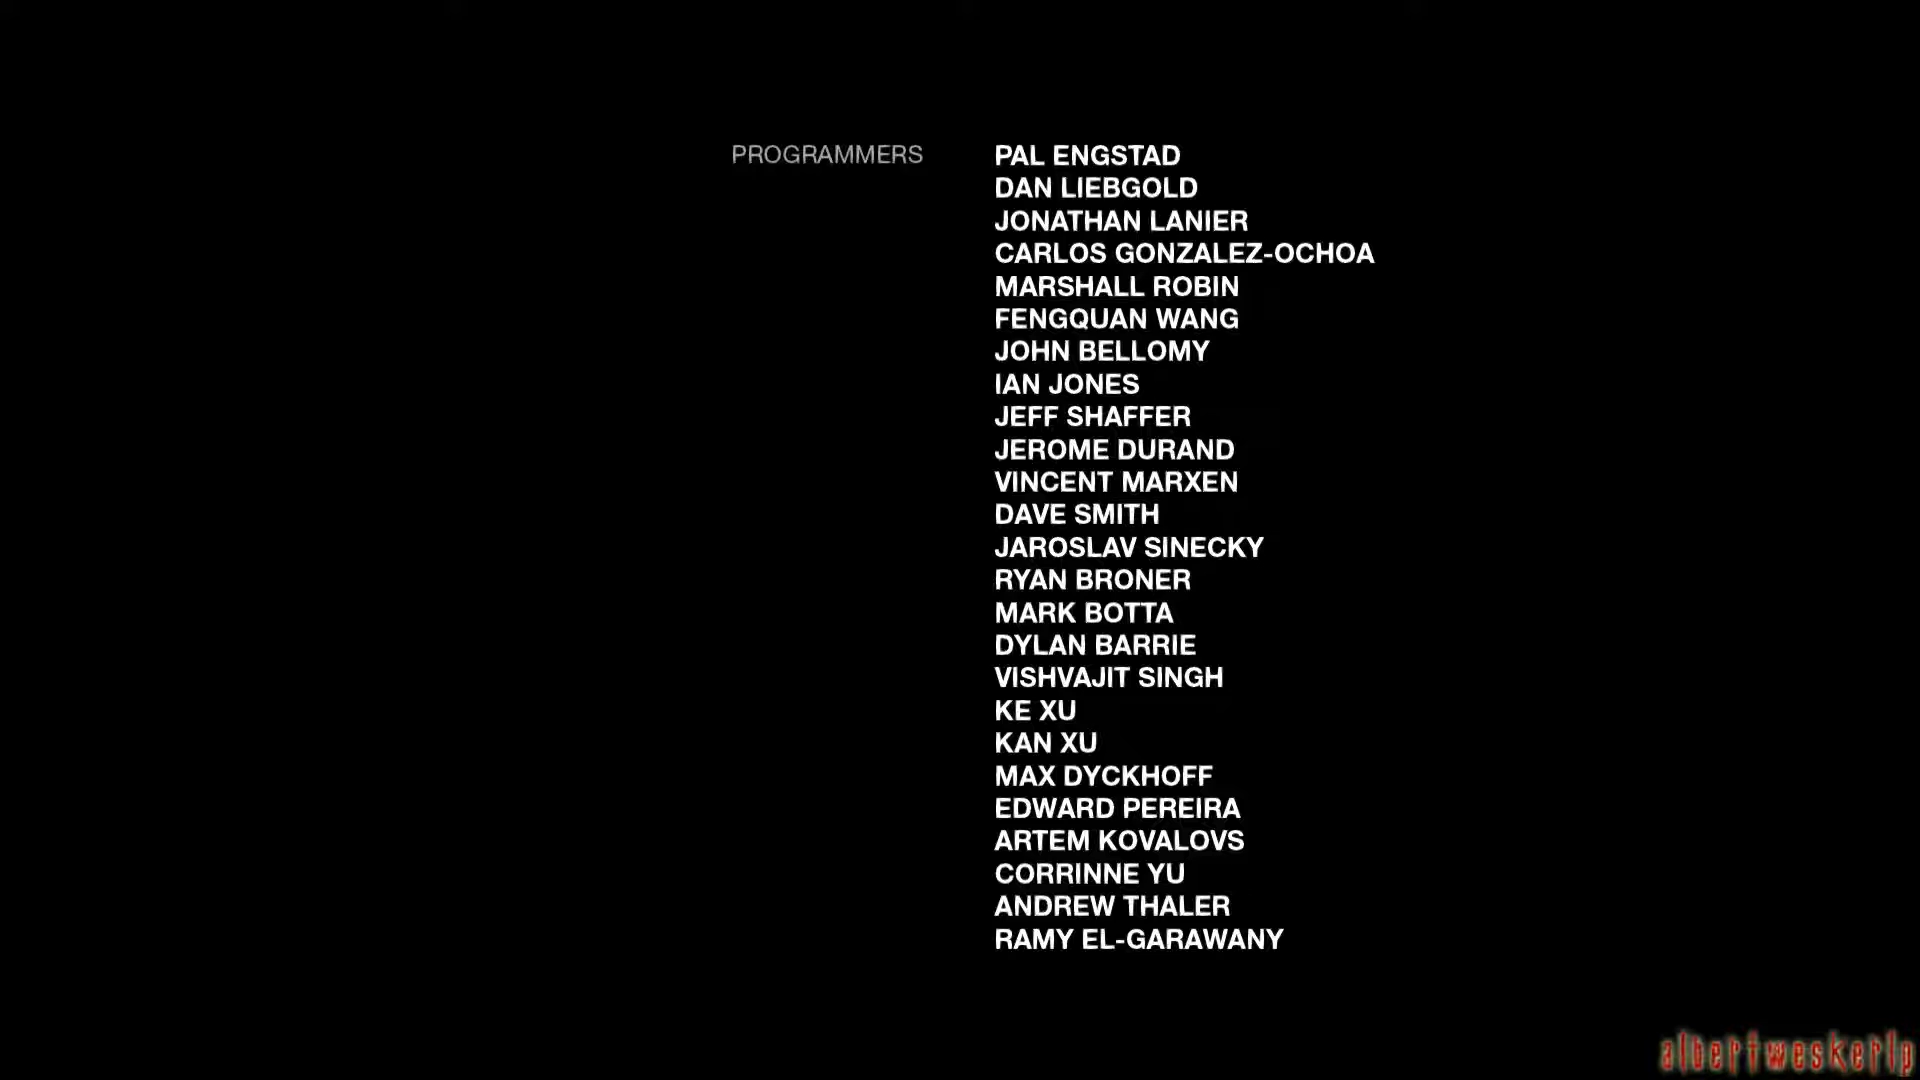 PROGRAMMERS PAL ENGSTAD
DAN LIEBGOLD
JONATHAN LANIER
CARLOS GONZALEZ-OCHOA
MARSHALL ROBIN
FENGQUAN WANG
JOHN BELLOMY
IAN JONES
JEFF SHAFFER
JEROME DURAND
VINCENT MARXEN
DAVE SMITH
JAROSLAV SINECKY
RYAN BRONER
MARK BOTTA
DYLAN BARRIE
VISHVAJIT SINGH
KE XU
KAN XU
MAX DYCKHOFF
EDWARD PEREIRA
ARTEM KOVALOVS
CORRINNE YU
ANDREW THALER
RAMY EL-GARAWANY
albertweskerlp